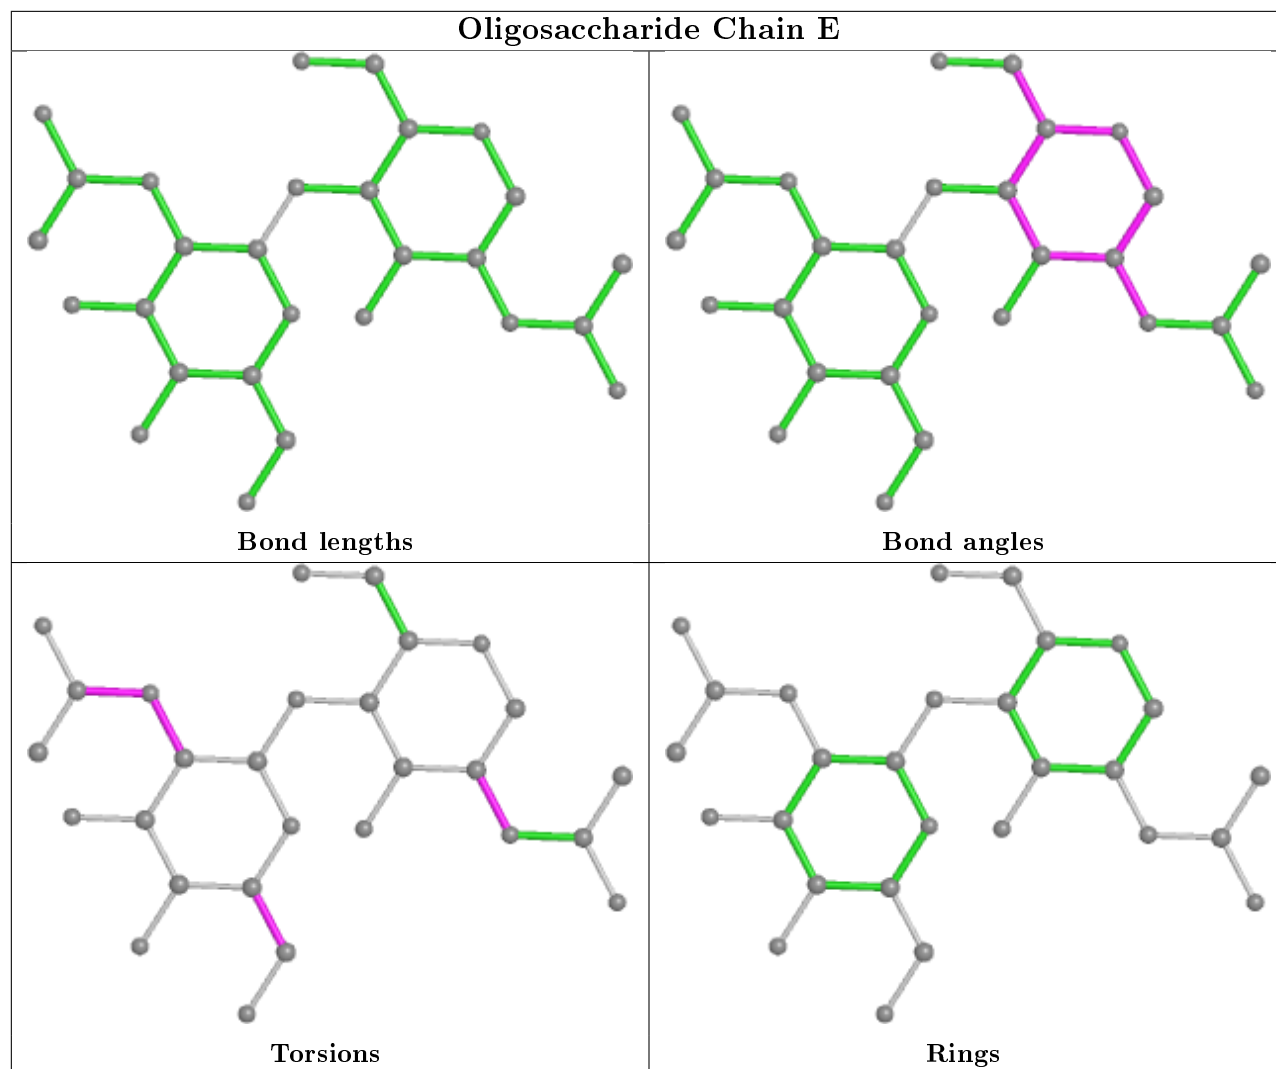 Oligosaccharide Chain E
Bond lengths
Bond angles
Torsions
Rings